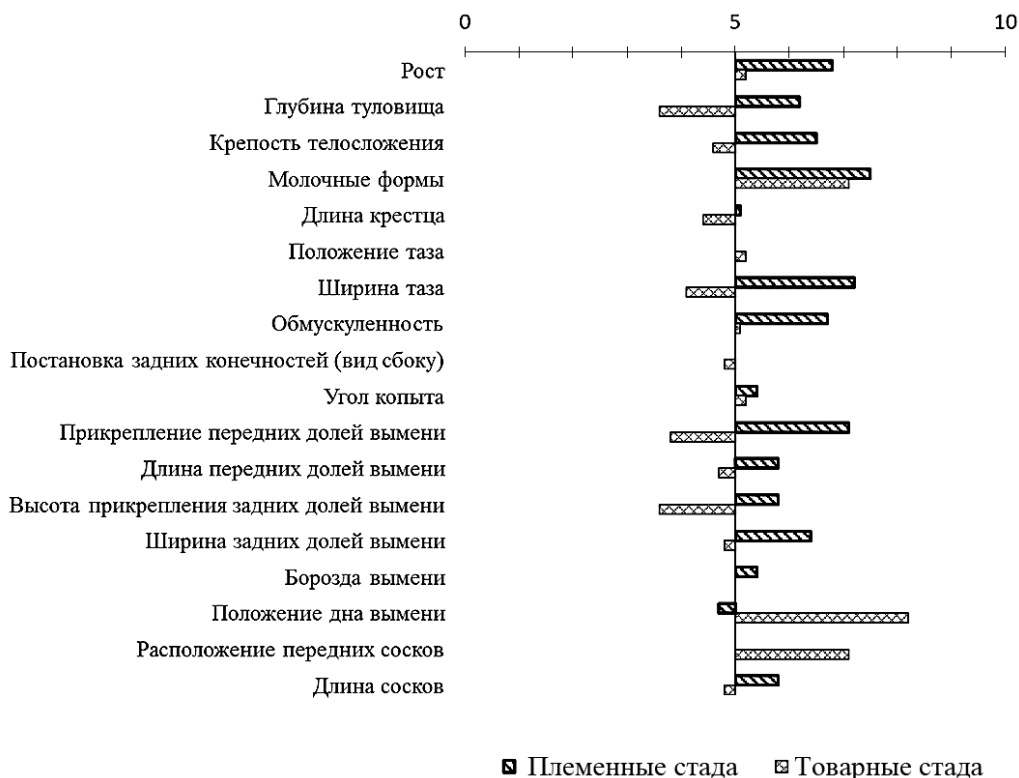 0 5 10
Рост
Глубина туловища
Крепость телосложения
Молочные формы
Длина крестца
Положение таза
Ширина таза
Обмускуленность
Постановка задних конечностей (вид сбоку)
Угол копыта
Прикрепление передних долей вымени
Длина передних долей вымени
Высота прикрепления задних долей вымени
Ширина задних долей вымени
Борозда вымени
Положение дна вымени
Расположение передних сосков
Длина сосков
Племенные стада Товарные стада